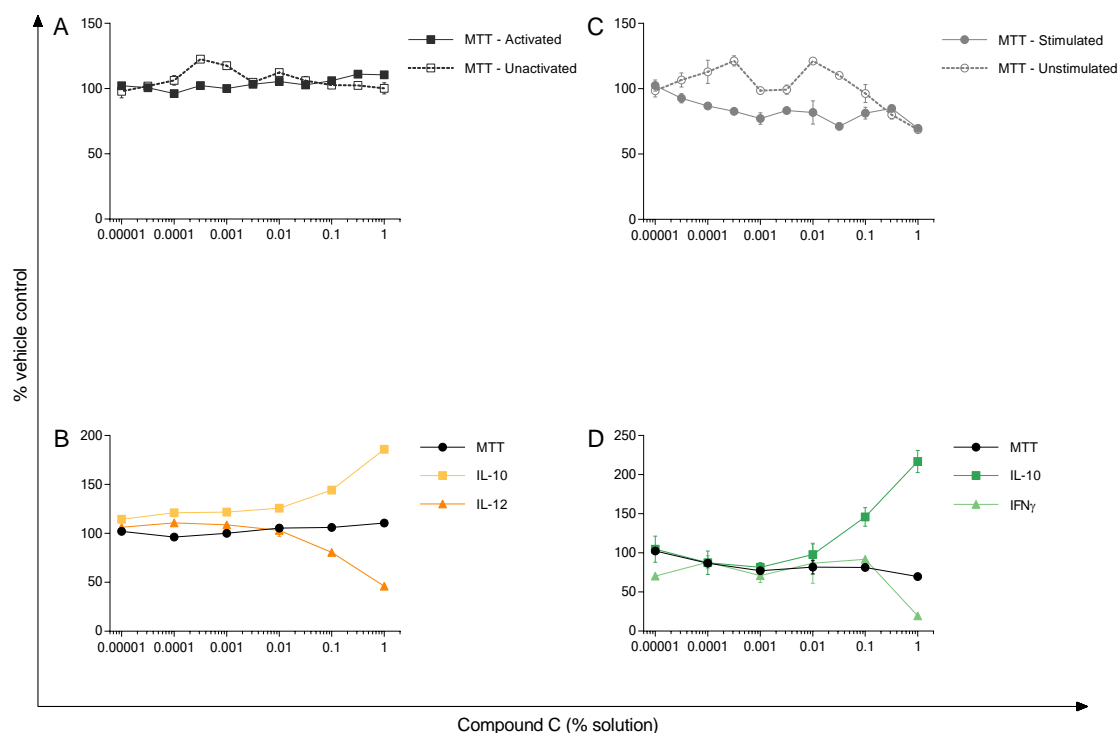 A
150
100
50
0
0.00001 0.0001 0.001 0.01 0.1 1
MTT - Activated
MTT - Unactivated
C
150
100
50
0
0.00001 0.0001 0.001 0.01 0.1 1
MTT - Stimulated
MTT - Unstimulated
% vehicle control
B
200
150
100
50
0
0.00001 0.0001 0.001 0.01 0.1 1
MTT
IL-10
IL-12
D
250
200
150
100
50
0
0.00001 0.0001 0.001 0.01 0.1 1
MTT
IL-10
IFNγ
Compound C (% solution)